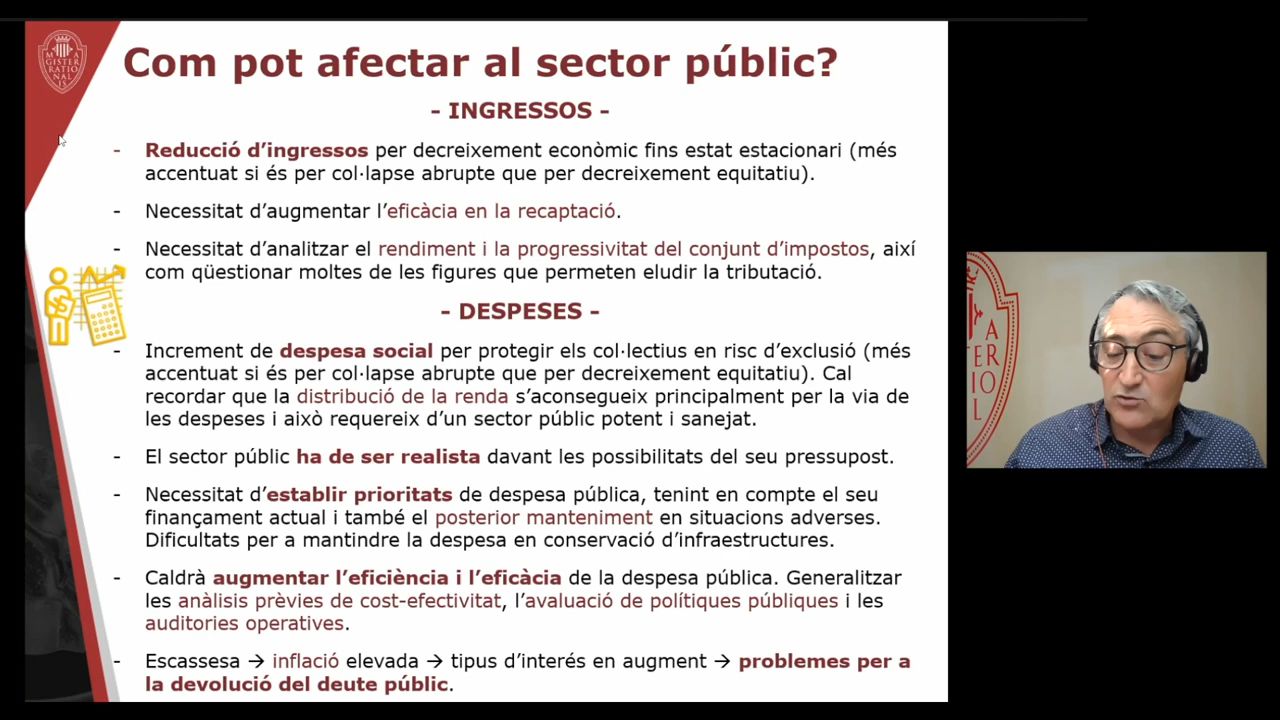 M A
GISTER
RATIO
NAL
IS
Com pot afectar al sector públic?
- INGRESSOS -
- Reducció d’ingressos per decreixement econòmic fins estat estacionari (més
accentuat si és per col·lapse abrupte que per decreixement equitatiu).
- Necessitat d’augmentar l’eficàcia en la recaptació.
- Necessitat d’analitzar el rendiment i la progressivitat del conjunt d’impostos, així
com qüestionar moltes de les figures que permeten eludir la tributació.
- DESPESES -
- Increment de despesa social per protegir els col·lectius en risc d’exclusió (més
accentuat si és per col·lapse abrupte que per decreixement equitatiu). Cal
recordar que la distribució de la renda s’aconsegueix principalment per la via de
les despeses i això requereix d’un sector públic potent i sanejat.
- El sector públic ha de ser realista davant les possibilitats del seu pressupost.
- Necessitat d’establir prioritats de despesa pública, tenint en compte el seu
finançament actual i també el posterior manteniment en situacions adverses.
Dificultats per a mantindre la despesa en conservació d’infraestructures.
- Caldrà augmentar l’eficiència i l’eficàcia de la despesa pública. Generalitzar
les anàlisis prèvies de cost-efectivitat, l’avaluació de polítiques públiques i les
auditories operatives.
- Escassesa → inflació elevada → tipus d’interés en augment → problemes per a
la devolució del deute públic.
A
TER
IO
L